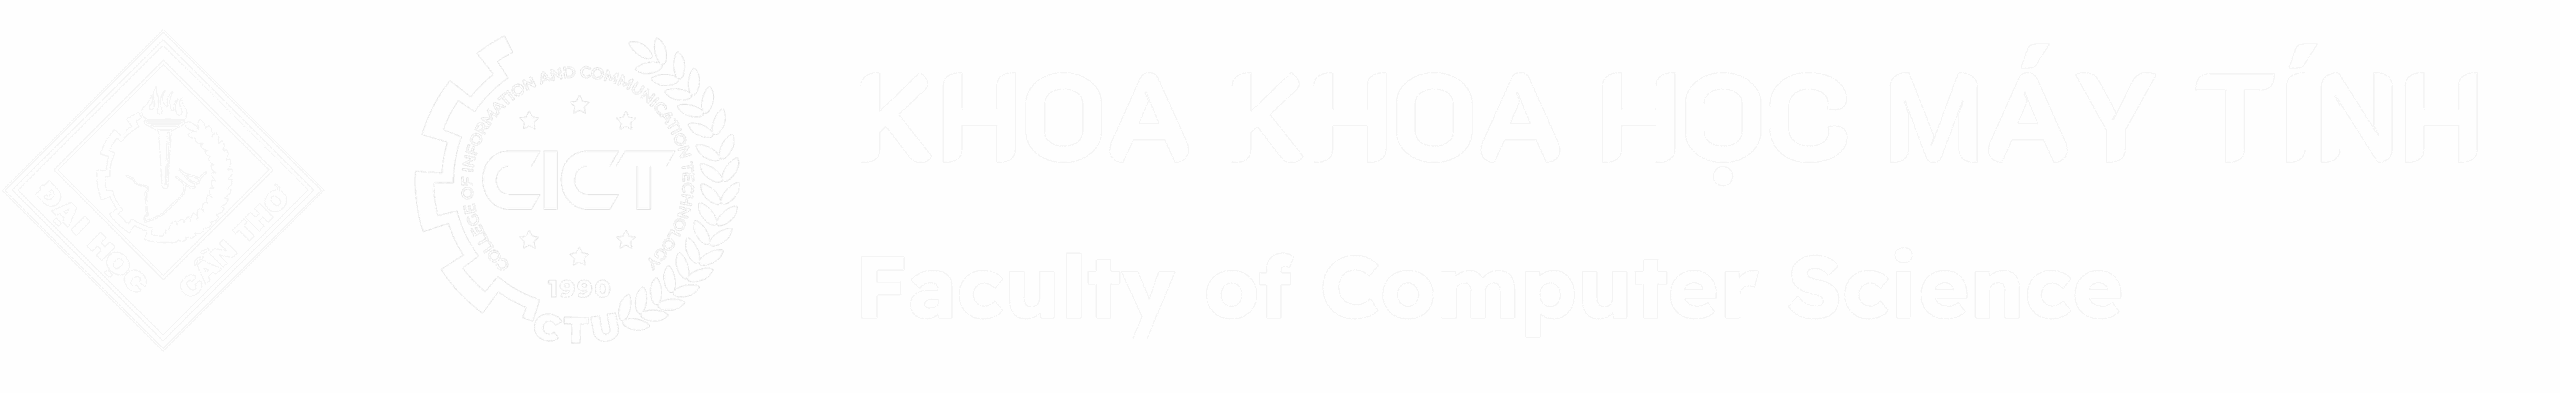 ĐẠI HỌC CẦN THƠ
COLLEGE OF INFORMATION AND COMMUNICATION TECHNOLOGY
CICT
1990
CTU
KHOA KHOA HỌC MÁY TÍNH
Faculty of Computer Science